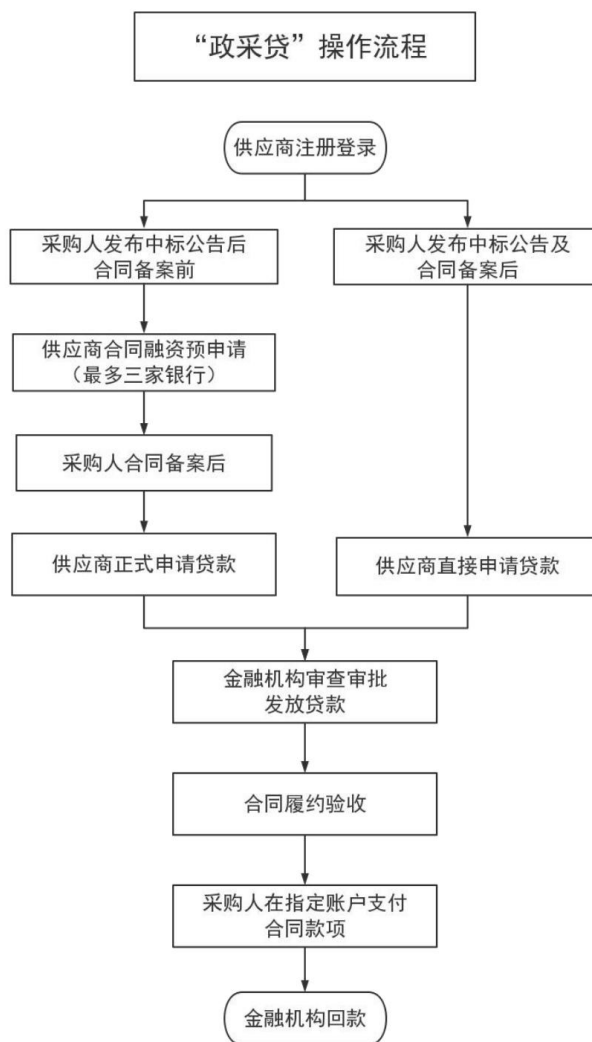 “政采贷”操作流程
供应商注册登录
采购人发布中标公告后
合同备案前
采购人发布中标公告及
合同备案后
供应商合同融资预申请
（最多三家银行）
采购人合同备案后
供应商正式申请贷款
供应商直接申请贷款
金融机构审查审批
发放贷款
合同履约验收
采购人在指定账户支付
合同款项
金融机构回款